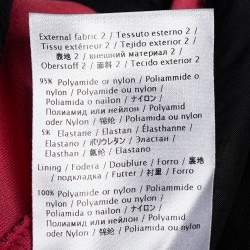 External fabric 2 / Tessuto esterno 2 /
Tissu extérieur 2 / Tejido exterior 2 /
表地 2 / внешний материал 2 /
Oberstoff 2 / 面料 2 / Tecido exterior 2
95% Polyamide or nylon / Poliammide o
nylon / Polyamide ou nylon /
Poliamida o nailon / ナイロン /
Полиамид или нейлон / Polyamid
oder Nylon / 锦纶 / Poliamida ou
nylon
5% Elastane / Elastan / Élasthanne /
Elastano / ポリウレタン / Эластан /
Elasthan / 氨纶 / Elastano
Lining / Fodera / Doublure / Forro / 裏地
/ подкладка / Futter / 衬里 / Forro
100% Polyamide or nylon / Poliammide o
nylon / Polyamide ou nylon /
Poliamida o nailon / ナイロン /
Полиамид или нейлон / Polyamid
oder Nylon / 锦纶 / Poliamida ou